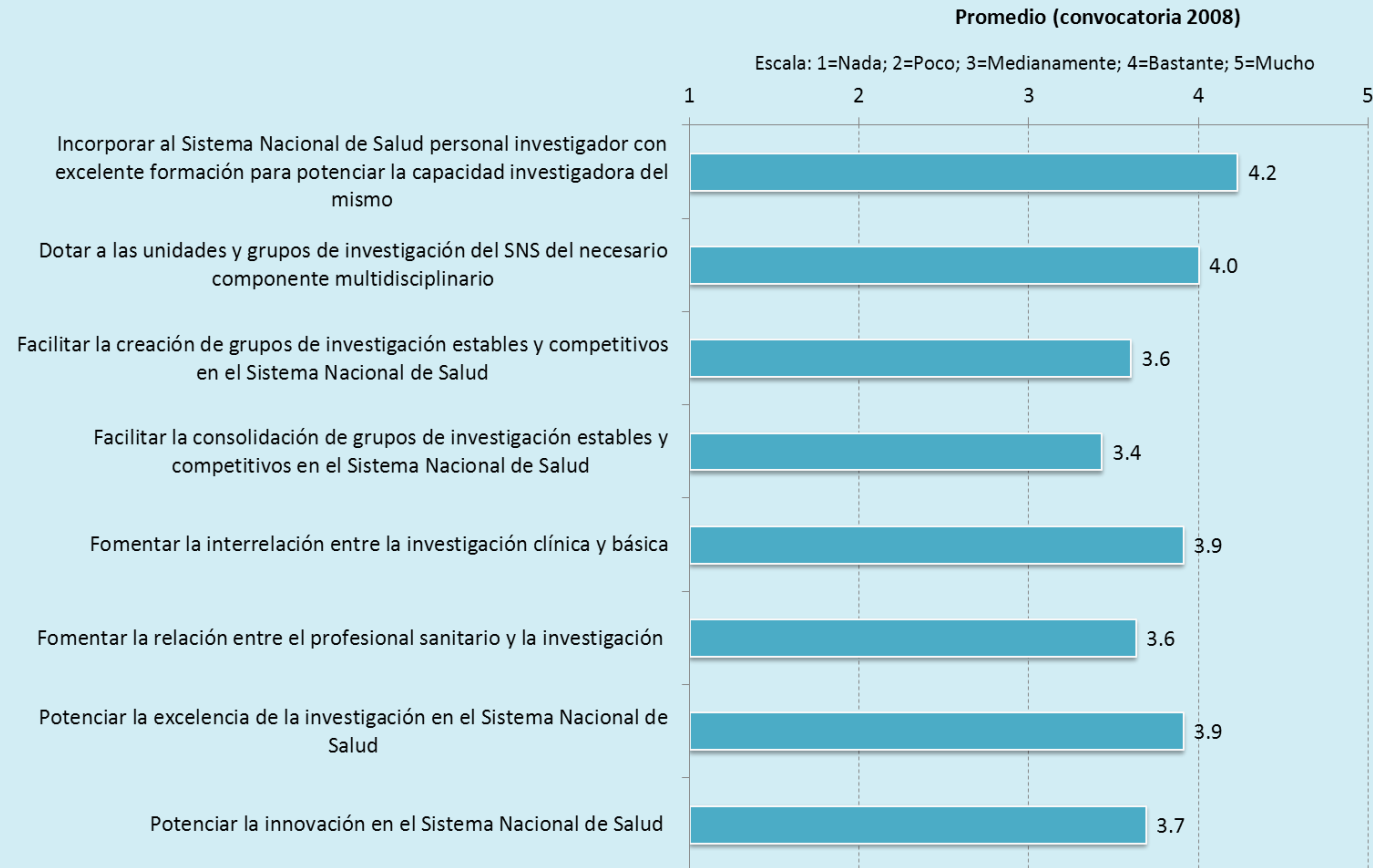 Promedio (convocatoria 2008)
Escala: 1=Nada; 2=Poco; 3=Medianamente; 4=Bastante; 5=Mucho
1 2 3 4 5
Incorporar al Sistema Nacional de Salud personal investigador con
excelente formación para potenciar la capacidad investigadora del
mismo
4.2
Dotar a las unidades y grupos de investigación del SNS del necesario
componente multidisciplinario
4.0
Facilitar la creación de grupos de investigación estables y competitivos
en el Sistema Nacional de Salud
3.6
Facilitar la consolidación de grupos de investigación estables y
competitivos en el Sistema Nacional de Salud
3.4
Fomentar la interrelación entre la investigación clínica y básica
3.9
Fomentar la relación entre el profesional sanitario y la investigación
3.6
Potenciar la excelencia de la investigación en el Sistema Nacional de
Salud
3.9
Potenciar la innovación en el Sistema Nacional de Salud
3.7